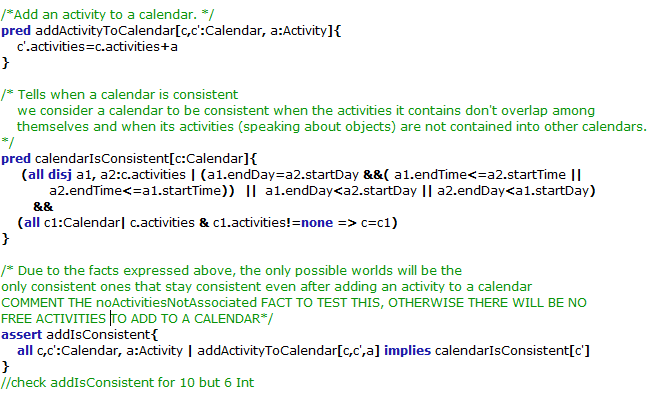 /*Add an activity to a calendar. */
pred addActivityToCalendar[c,c':Calendar, a:Activity]{
c'.activities=c.activities+a
}
/* Tells when a calendar is consistent
we consider a calendar to be consistent when the activities it contains don't overlap among
themselves and when its activities (speaking about objects) are not contained into other calendars.
*/
pred calendarIsConsistent[c:Calendar]{
(all disj a1, a2:c.activities | (a1.endDay=a2.startDay &&( a1.endTime<=a2.startTime ||
a2.endTime<=a1.startTime)) || a1.endDay<a2.startDay || a2.endDay<a1.startDay)
&&
(all c1:Calendar| c.activities & c1.activities!=none => c=c1)
}
/* Due to the facts expressed above, the only possible worlds will be the
only consistent ones that stay consistent even after adding an activity to a calendar
COMMENT THE noActivitiesNotAssociated FACT TO TEST THIS, OTHERWISE THERE WILL BE NO
FREE ACTIVITIES TO ADD TO A CALENDAR*/
assert addIsConsistent{
all c,c':Calendar, a:Activity | addActivityToCalendar[c,c',a] implies calendarIsConsistent[c']
}
//check addIsConsistent for 10 but 6 Int